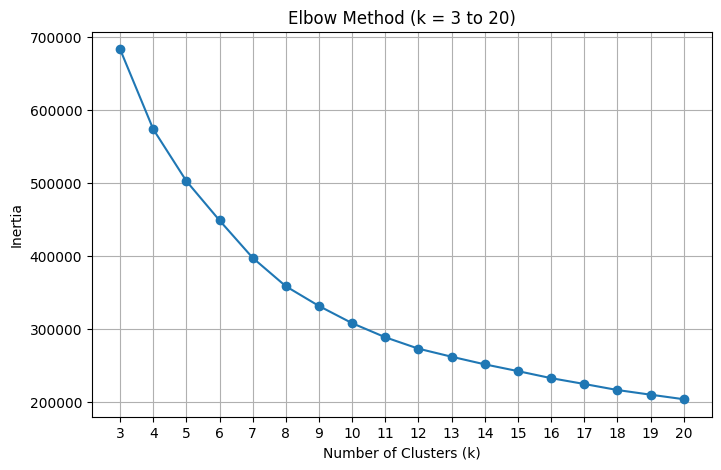 Elbow Method (k = 3 to 20)
700000
600000
500000
400000
300000
200000
Inertia
3 4 5 6 7 8 9 10 11 12 13 14 15 16 17 18 19 20
Number of Clusters (k)